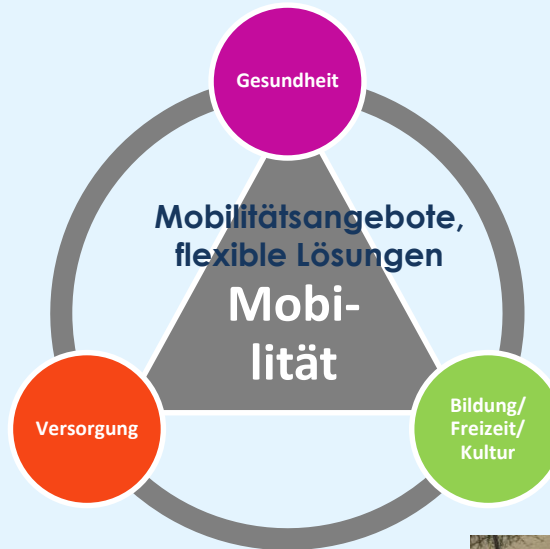 Gesundheit
Mobilitätsangebote,
flexible Lösungen
Mobi-
lität
Versorgung
Bildung/
Freizeit/
Kultur